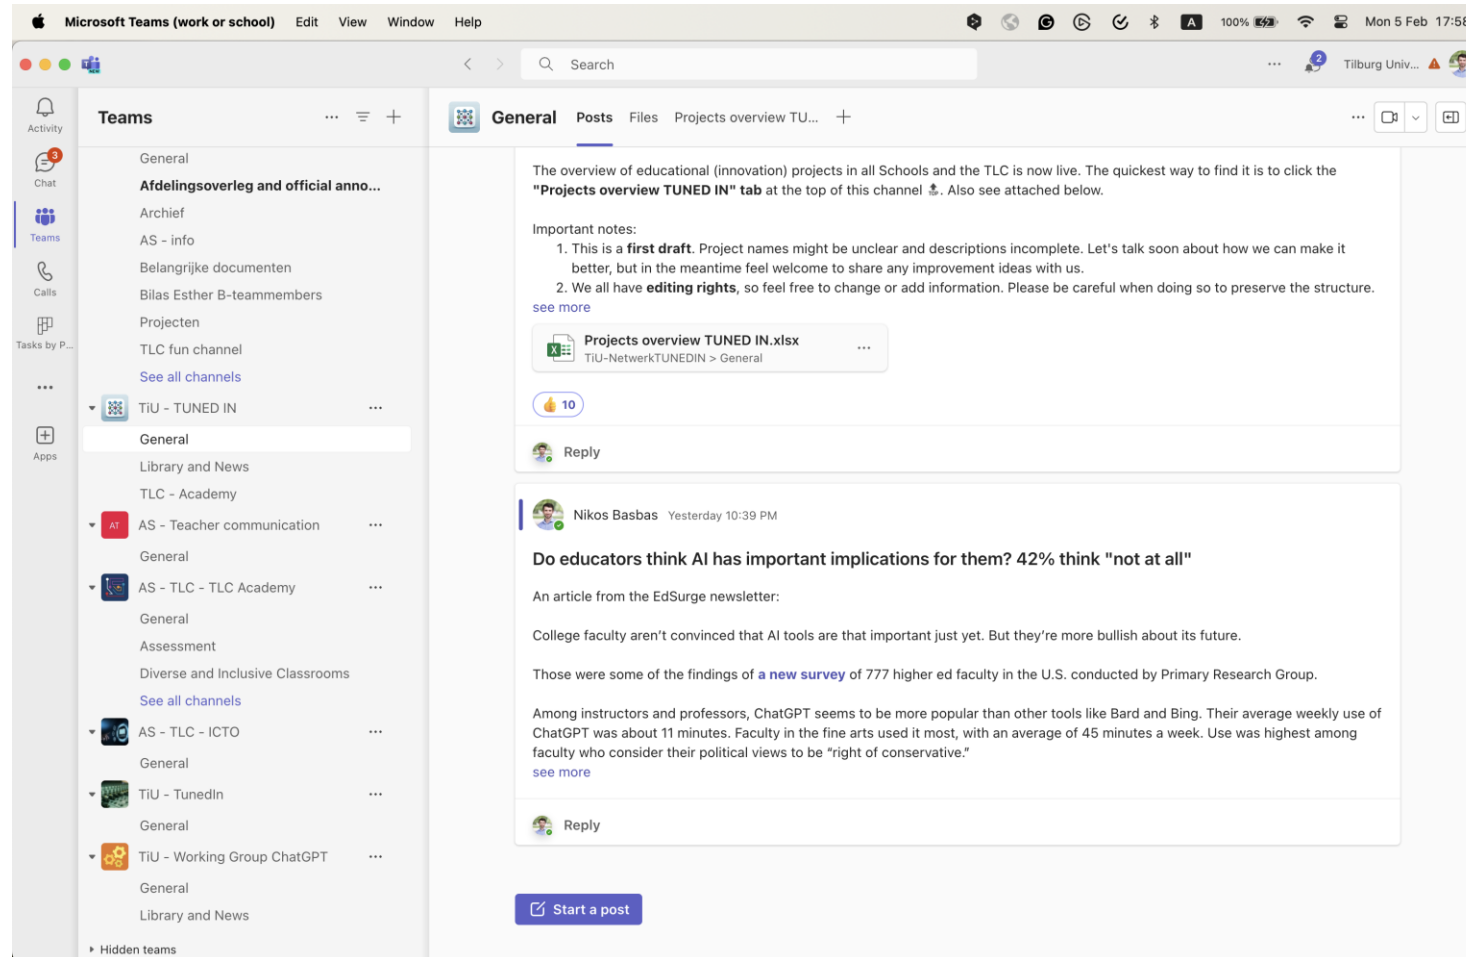 Microsoft Teams (work or school) Edit View Window Help
A 100% Mon 5 Feb 17:58
Search
2
Tilburg Univ...
NEW
Activity
3
Chat
Teams
Calls
Tasks by P...
Apps
Teams
General
Afdelingsoverleg and official anno...
Archief
AS - info
Belangrijke documenten
Bilas Esther B-teammembers
Projecten
TLC fun channel
See all channels
TiU - TUNED IN
General
Library and News
TLC - Academy
AT AS - Teacher communication
General
AS - TLC - TLC Academy
General
Assessment
Diverse and Inclusive Classrooms
See all channels
AS - TLC - ICTO
General
TiU - TunedIn
General
TiU - Working Group ChatGPT
General
Library and News
Hidden teams
General Posts Files Projects overview TU...
The overview of educational (innovation) projects in all Schools and the TLC is now live. The quickest way to find it is to click the
"Projects overview TUNED IN" tab at the top of this channel. Also see attached below.
Important notes:
1. This is a first draft. Project names might be unclear and descriptions incomplete. Let's talk soon about how we can make it
better, but in the meantime feel welcome to share any improvement ideas with us.
2. We all have editing rights, so feel free to change or add information. Please be careful when doing so to preserve the structure.
see more
Projects overview TUNED IN.xlsx
TiU-NetwerkTUNEDIN > General
👍 10
Reply
Nikos Basbas Yesterday 10:39 PM
Do educators think AI has important implications for them? 42% think "not at all"
An article from the EdSurge newsletter:
College faculty aren’t convinced that AI tools are that important just yet. But they’re more bullish about its future.
Those were some of the findings of a new survey of 777 higher ed faculty in the U.S. conducted by Primary Research Group.
Among instructors and professors, ChatGPT seems to be more popular than other tools like Bard and Bing. Their average weekly use of
ChatGPT was about 11 minutes. Faculty in the fine arts used it most, with an average of 45 minutes a week. Use was highest among
faculty who consider their political views to be “right of conservative.”
see more
Reply
Start a post